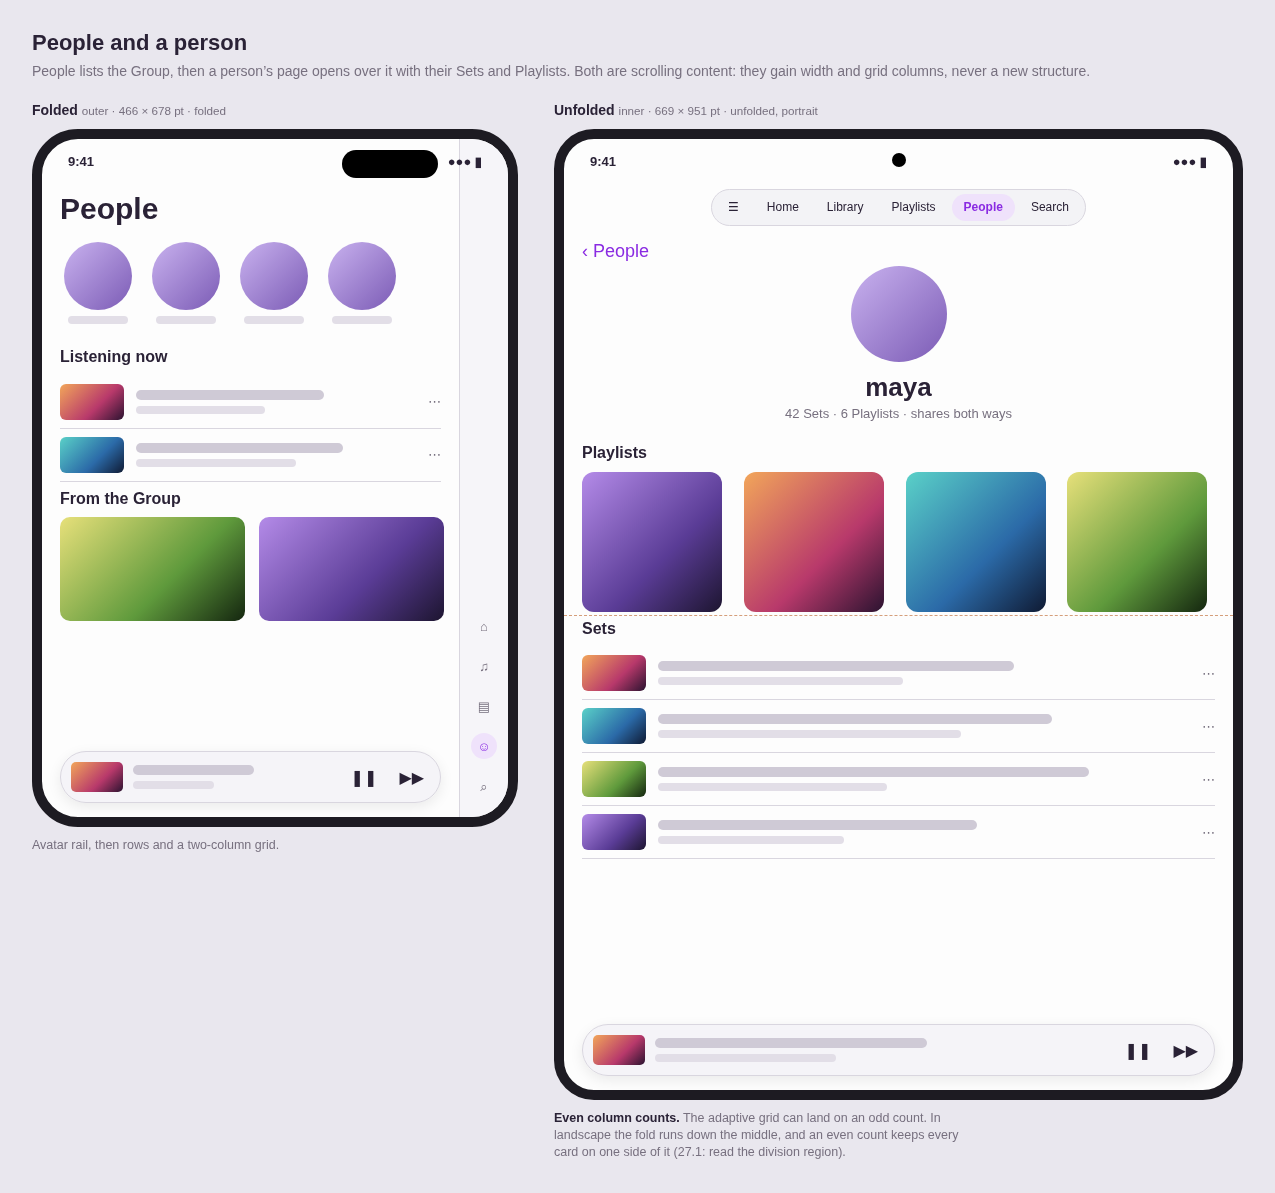 People and a person
People lists the Group, then a person’s page opens over it with their Sets and Playlists. Both are scrolling content: they gain width and grid columns, never a new structure.
Folded outer · 466 × 678 pt · folded
9:41
People
Listening now
From the Group
Avatar rail, then rows and a two-column grid.
Unfolded inner · 669 × 951 pt · unfolded, portrait
9:41
☰ Home Library Playlists People Search
‹ People
maya
42 Sets · 6 Playlists · shares both ways
Playlists
Sets
Even column counts. The adaptive grid can land on an odd count. In
landscape the fold runs down the middle, and an even count keeps every
card on one side of it (27.1: read the division region).